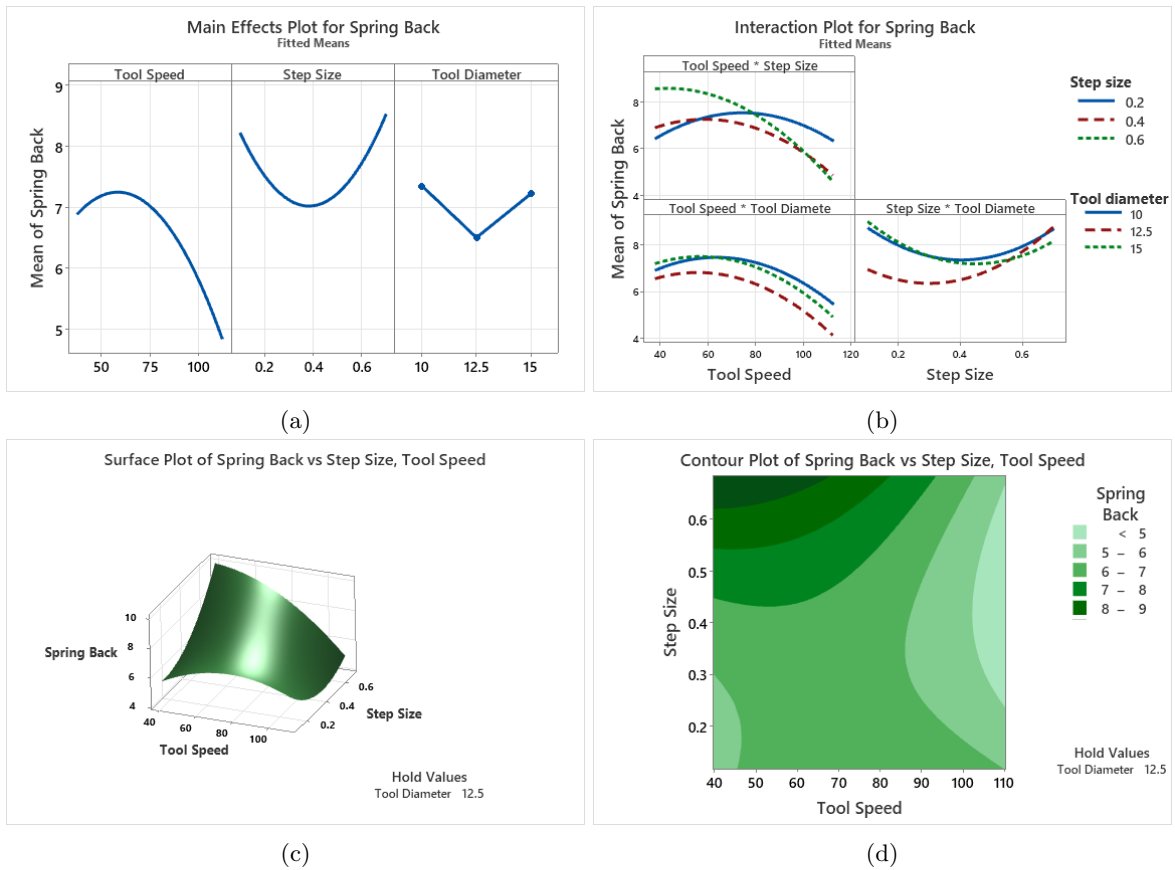 Main Effects Plot for Spring Back
Fitted Means
Tool Speed
Step Size
Tool Diameter
Mean of Spring Back
9
8
7
6
5
50 75 100
0.2 0.4 0.6
10 12.5 15
(a)
Interaction Plot for Spring Back
Fitted Means
Tool Speed * Step Size
Mean of Spring Back
8
6
4
Tool Speed * Tool Diamete
Step Size * Tool Diamete
8
6
4
40 60 80 100 120
0.2 0.4 0.6
Tool Speed
Step Size
Step size
0.2
0.4
0.6
Tool diameter
10
12.5
15
(b)
Surface Plot of Spring Back vs Step Size, Tool Speed
10
8
6
4
Spring Back
40 60 80 100
Tool Speed
0.2
0.4
0.6
Step Size
Hold Values
Tool Diameter 12.5
(c)
Contour Plot of Spring Back vs Step Size, Tool Speed
Step Size
0.6
0.5
0.4
0.3
0.2
40 50 60 70 80 90 100 110
Tool Speed
Spring
Back
< 5
5 – 6
6 – 7
7 – 8
8 – 9
Hold Values
Tool Diameter 12.5
(d)